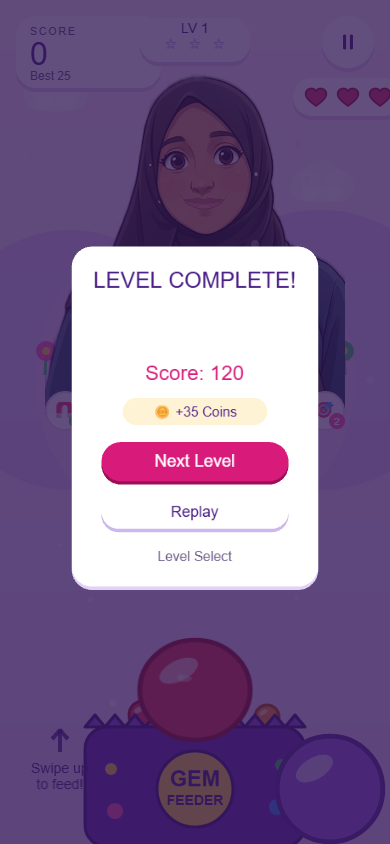 SCORE
0
Best 25
LV 1
LEVEL COMPLETE!
Score: 120
+35 Coins
2
Next Level
Replay
Level Select
Swipe up
to feed!
GEM
FEEDER